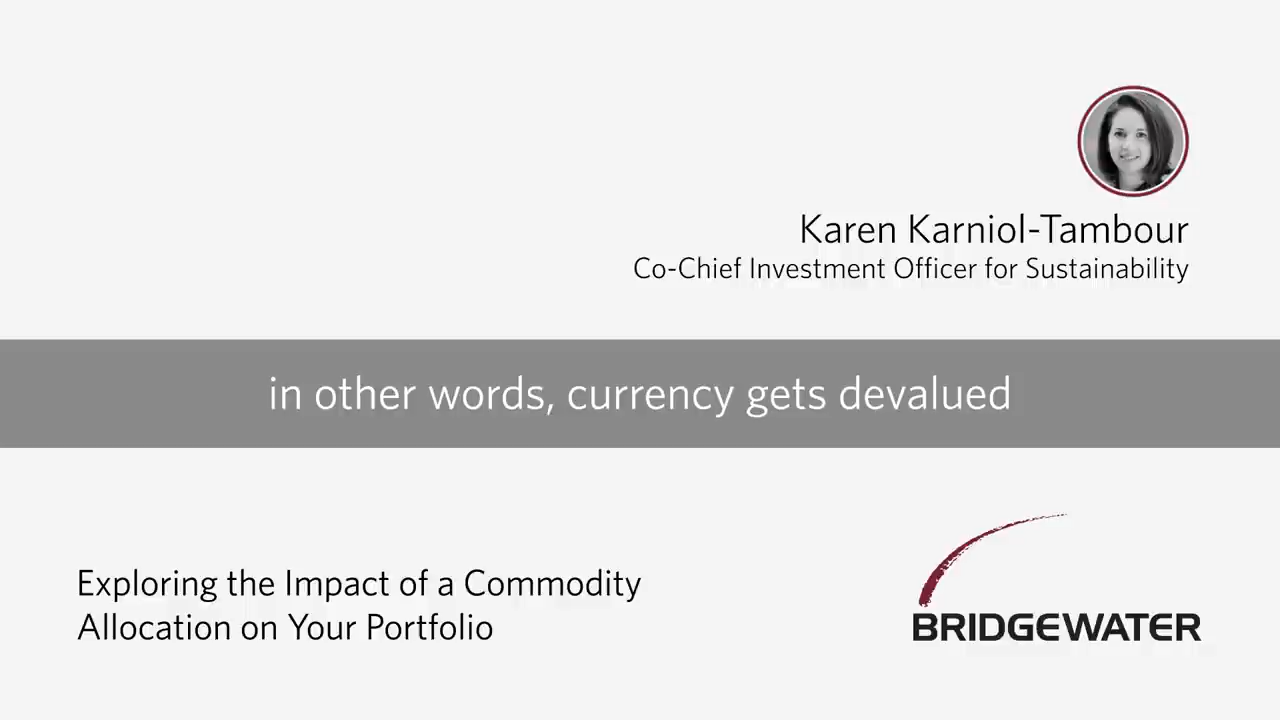 Karen Karniol-Tambour
Co-Chief Investment Officer for Sustainability
in other words, currency gets devalued
Exploring the Impact of a Commodity
Allocation on Your Portfolio
BRIDGEWATER